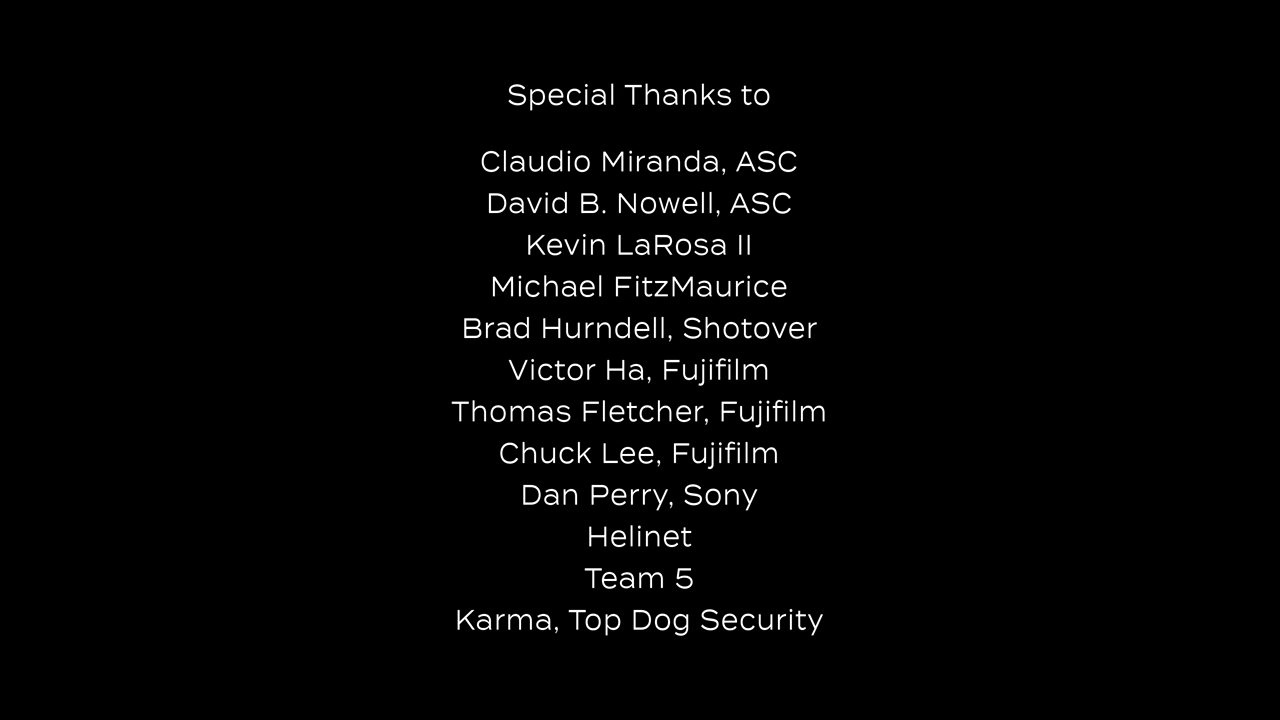 Special Thanks to
Claudio Miranda, ASC
David B. Nowell, ASC
Kevin LaRosa II
Michael FitzMaurice
Brad Hurndell, Shotover
Victor Ha, Fujifilm
Thomas Fletcher, Fujifilm
Chuck Lee, Fujifilm
Dan Perry, Sony
Helinet
Team 5
Karma, Top Dog Security